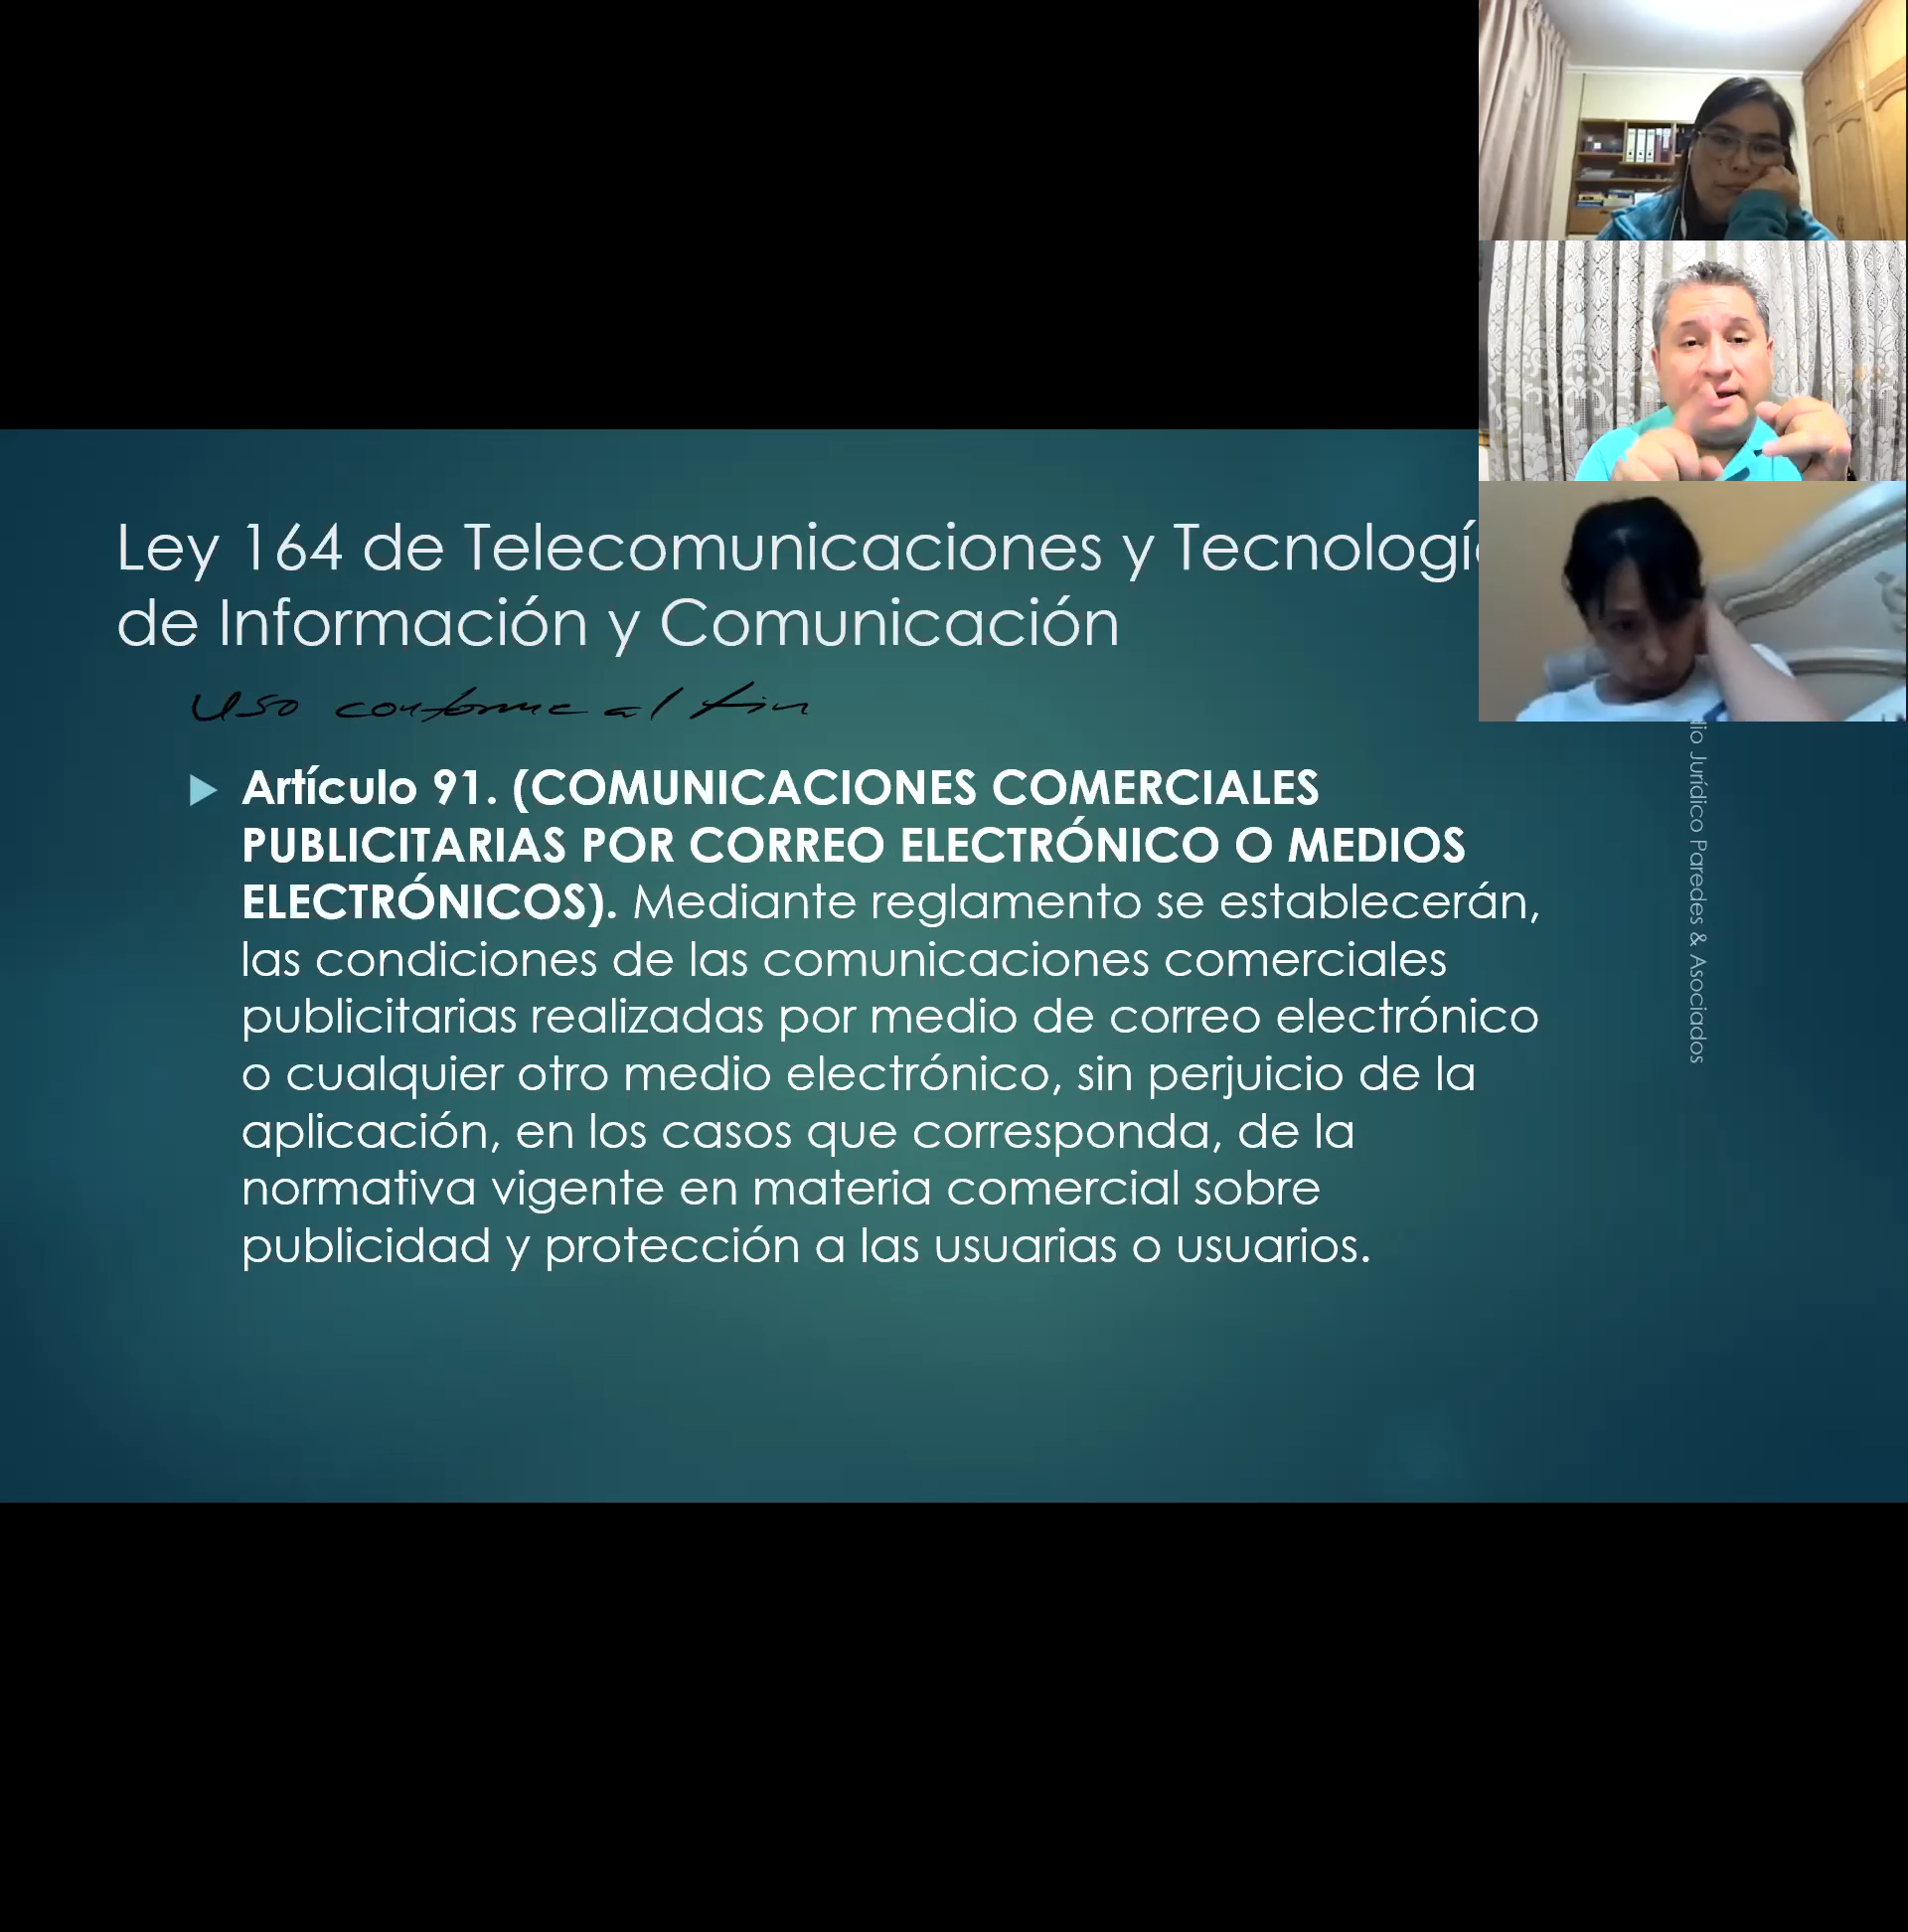 Ley 164 de Telecomunicaciones y Tecnologí
de Información y Comunicación
uso conforme al fin
Artículo 91. (COMUNICACIONES COMERCIALES
PUBLICITARIAS POR CORREO ELECTRÓNICO O MEDIOS
ELECTRÓNICOS). Mediante reglamento se establecerán,
las condiciones de las comunicaciones comerciales
publicitarias realizadas por medio de correo electrónico
o cualquier otro medio electrónico, sin perjuicio de la
aplicación, en los casos que corresponda, de la
normativa vigente en materia comercial sobre
publicidad y protección a las usuarias o usuarios.
dio Jurídico Paredes & Asociados